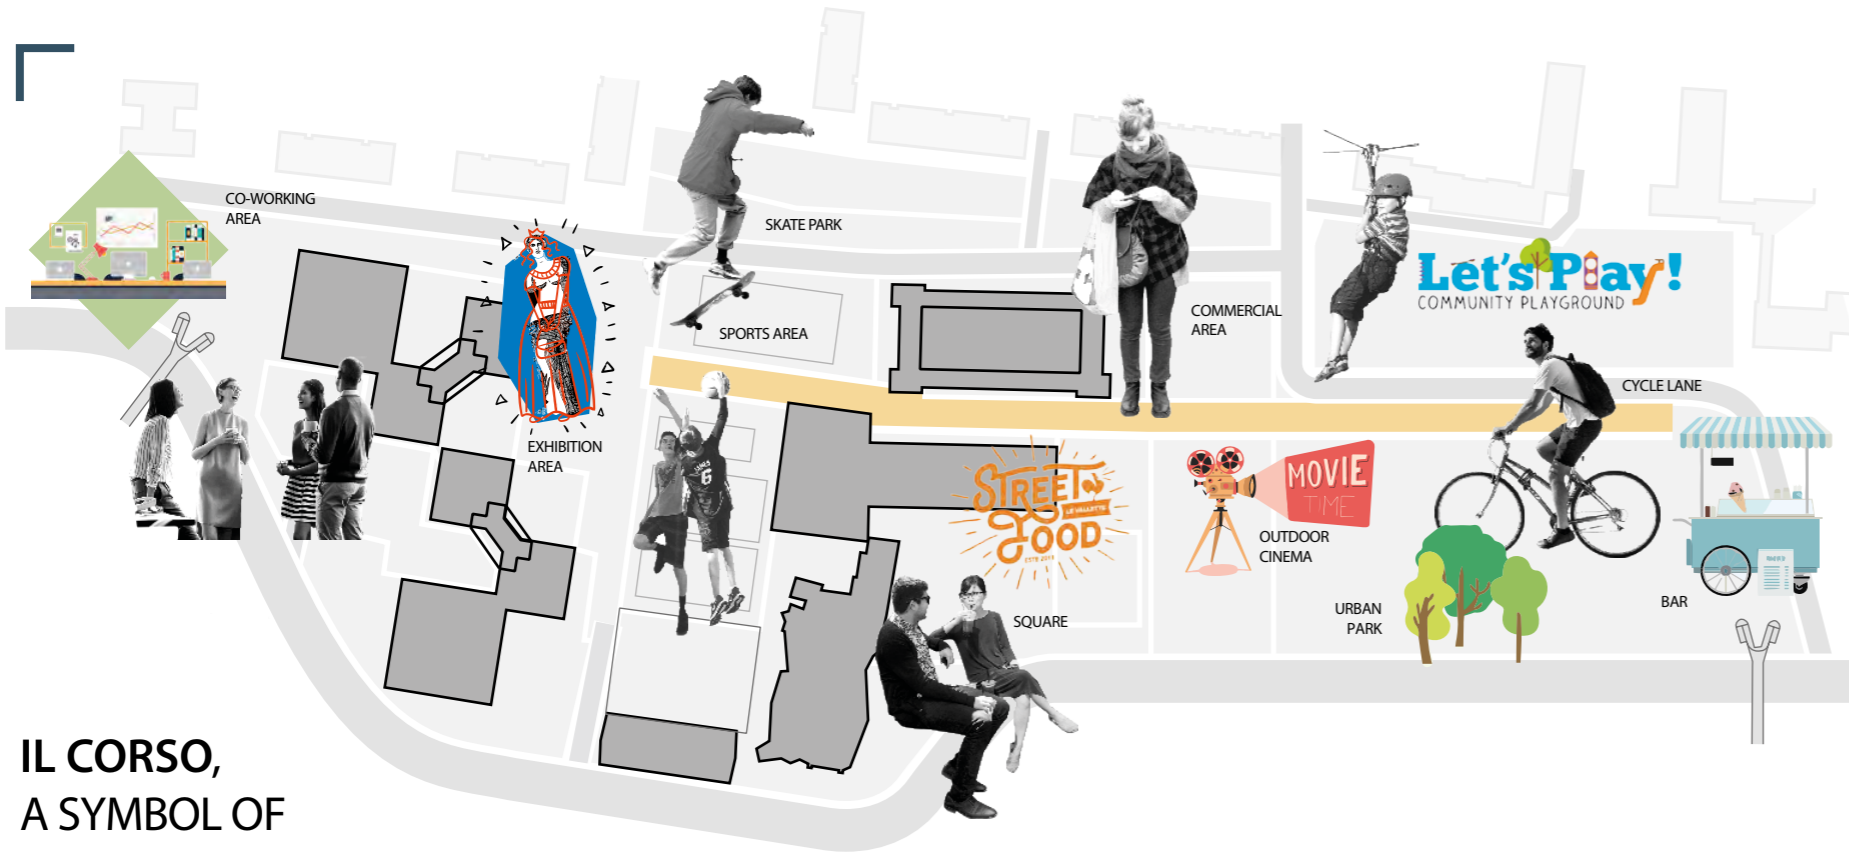 CO-WORKING
AREA
SKATE PARK
SPORTS AREA
COMMERCIAL
AREA
Let's Play!
COMMUNITY PLAYGROUND
CYCLE LANE
EXHIBITION
AREA
6
STREET
FOOD
MOVIE
TIME
OUTDOOR
CINEMA
SQUARE
URBAN
PARK
BAR
IL CORSO,
A SYMBOL OF